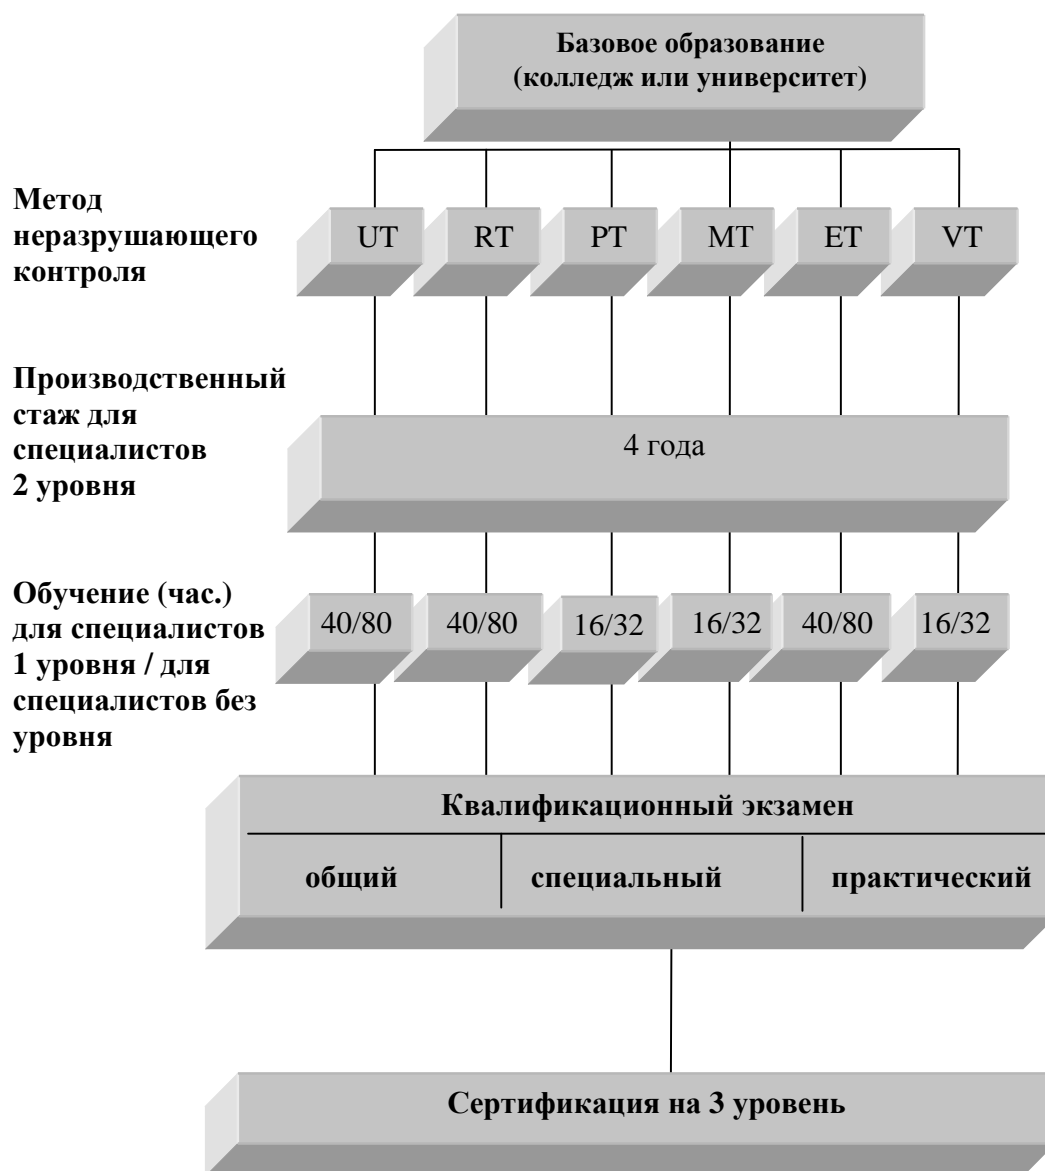 Базовое образование
(колледж или университет)
Метод
неразрушающего
контроля
UT RT PT MT ET VT
Производственный
стаж для
специалистов
2 уровня
4 года
Обучение (час.)
для специалистов
1 уровня / для
специалистов без
уровня
40/80 40/80 16/32 16/32 40/80 16/32
Квалификационный экзамен
общий специальный практический
Сертификация на 3 уровень